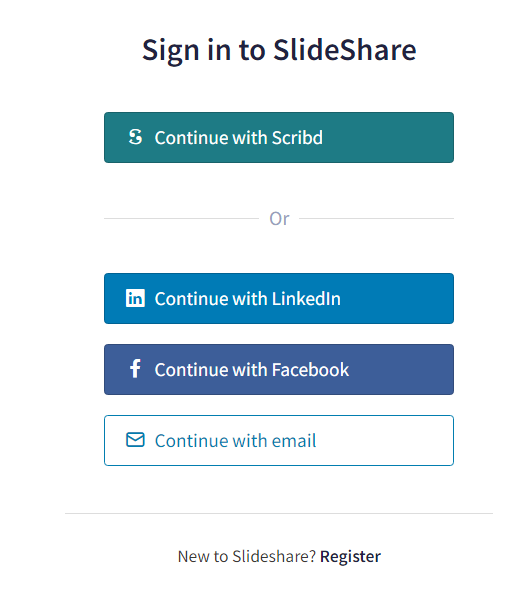 Sign in to SlideShare
Continue with Scribd
Or
Continue with LinkedIn
Continue with Facebook
Continue with email
New to Slideshare? Register